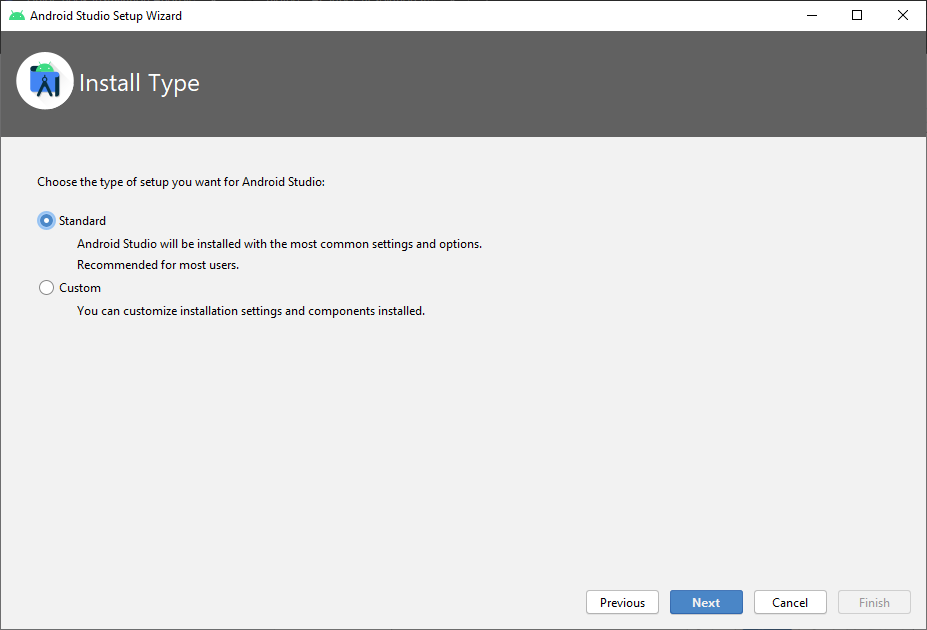 Android Studio Setup Wizard
Install Type
Choose the type of setup you want for Android Studio:
Standard
Android Studio will be installed with the most common settings and options.
Recommended for most users.
Custom
You can customize installation settings and components installed.
Previous Next Cancel Finish